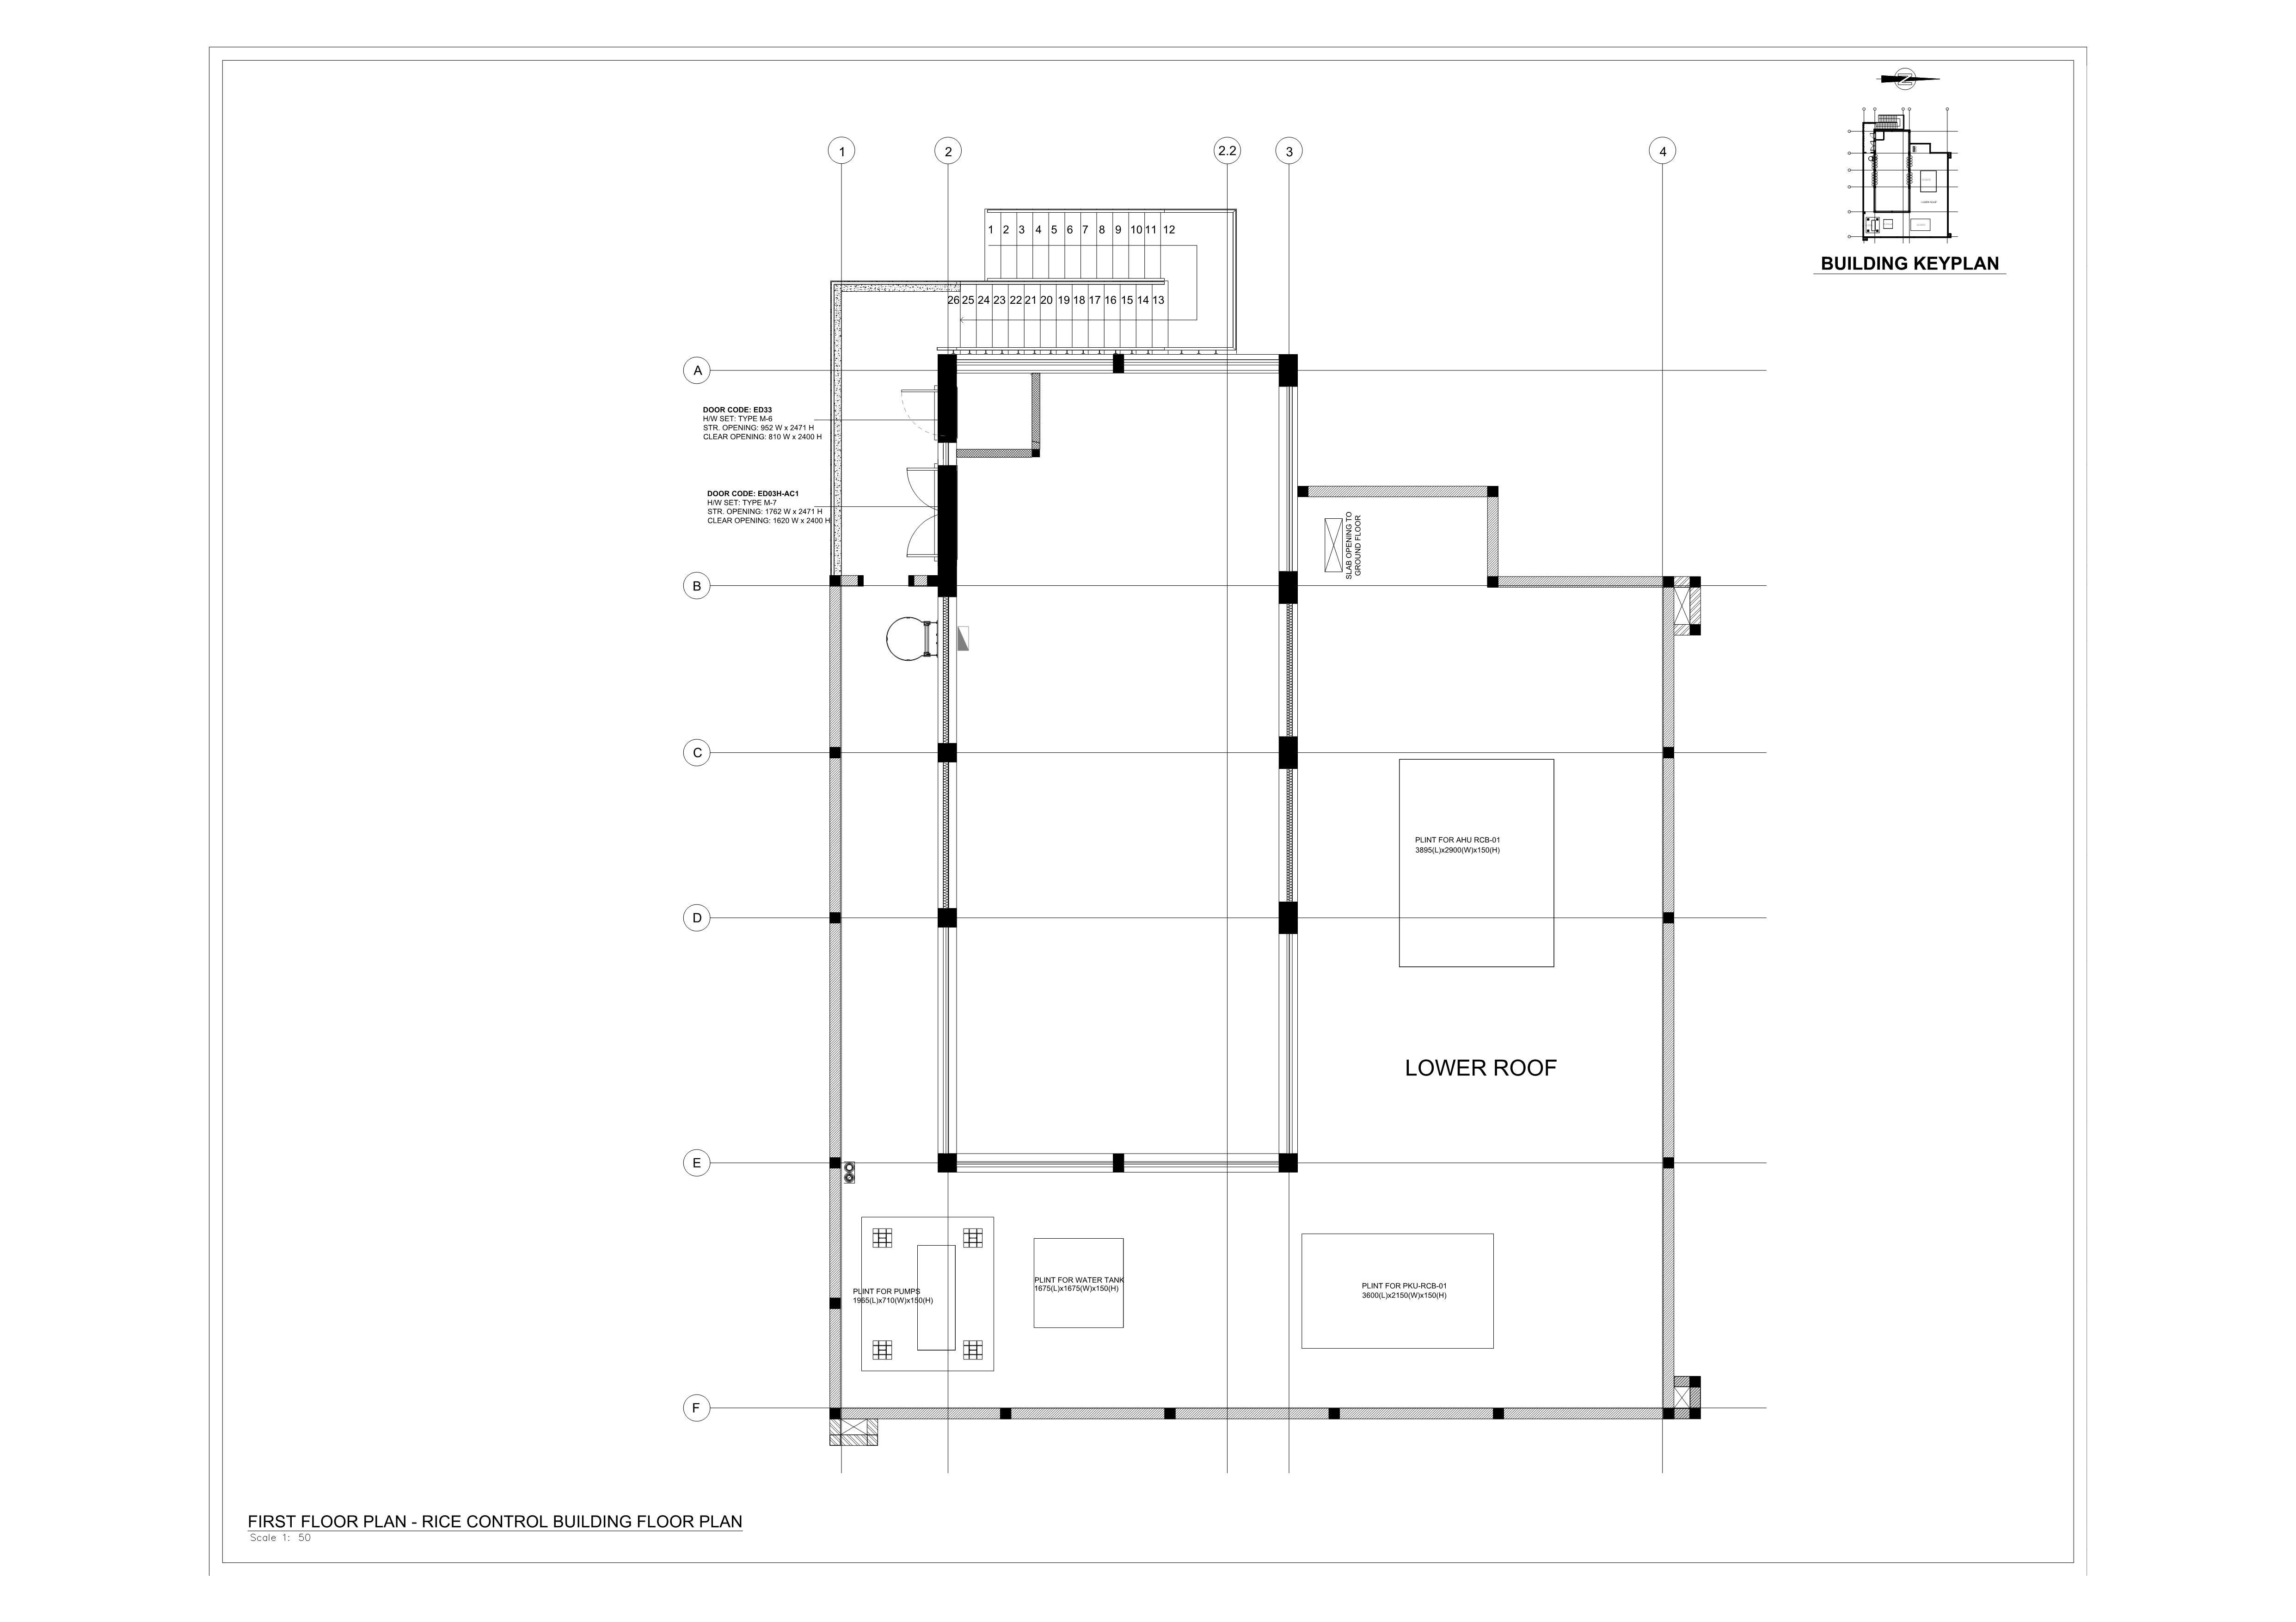 Z
BUILDING KEYPLAN
1 2 2.2 3 4
1 2 3 4 5 6 7 8 9 10 11 12
26 25 24 23 22 21 20 19 18 17 16 15 14 13
A
DOOR CODE: ED33
H/W SET: TYPE M-6
STR. OPENING: 952 W x 2471 H
CLEAR OPENING: 810 W x 2400 H
DOOR CODE: ED03H-AC1
H/W SET: TYPE M-7
STR. OPENING: 1762 W x 2471 H
CLEAR OPENING: 1620 W x 2400 H
SLAB OPENING TO
GROUND FLOOR
B
C
PLINT FOR AHU RCB-01
3895(L)x2900(W)x150(H)
D
LOWER ROOF
E
PLINT FOR PUMPS
1965(L)x710(W)x150(H)
PLINT FOR WATER TANK
1675(L)x1675(W)x150(H)
PLINT FOR PKU-RCB-01
3600(L)x2150(W)x150(H)
F
FIRST FLOOR PLAN - RICE CONTROL BUILDING FLOOR PLAN
Scale 1: 50